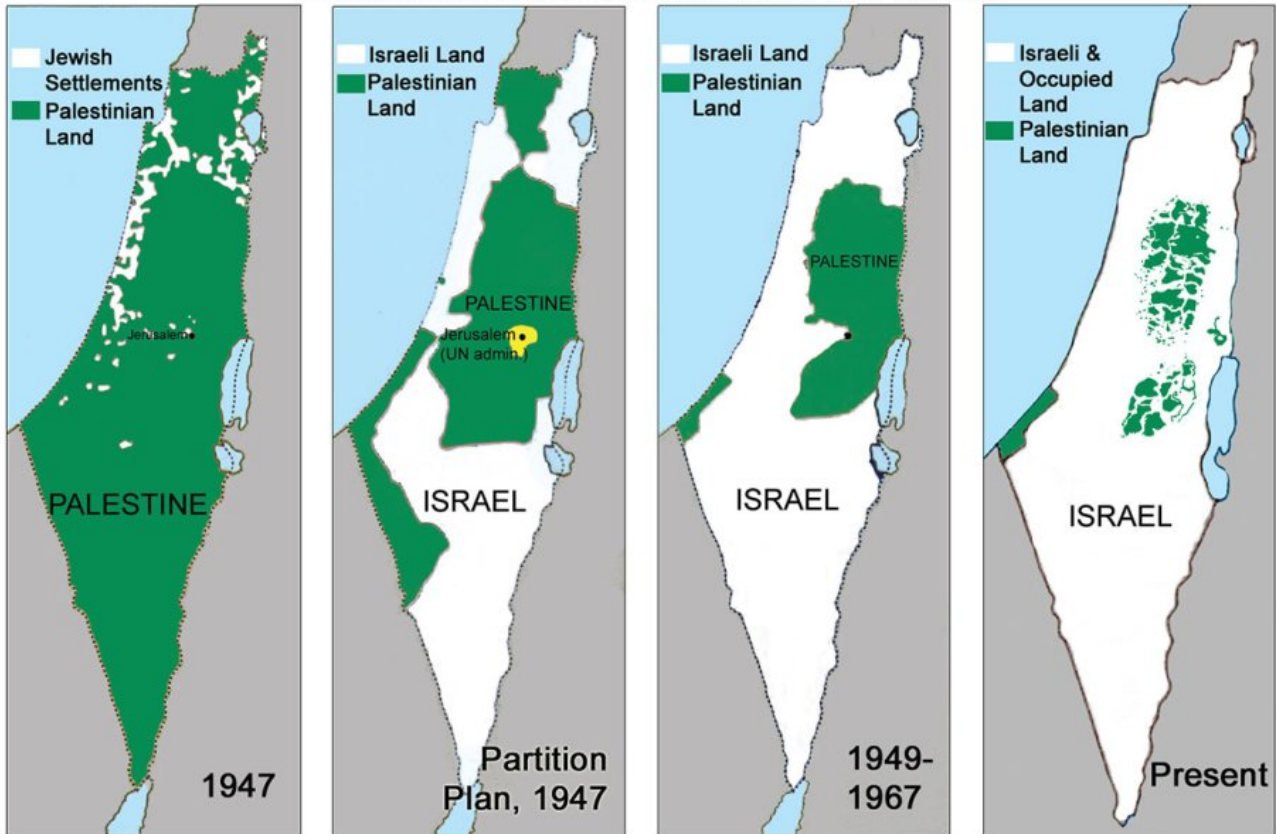 Jewish
Settlements
Palestinian
Land
Jerusalem
PALESTINE
1947
Israeli Land
Palestinian
Land
PALESTINE
Jerusalem
(UN admin.)
ISRAEL
Partition
Plan, 1947
Israeli Land
Palestinian
Land
PALESTINE
ISRAEL
1949-
1967
Israeli &
Occupied
Land
Palestinian
Land
ISRAEL
Present